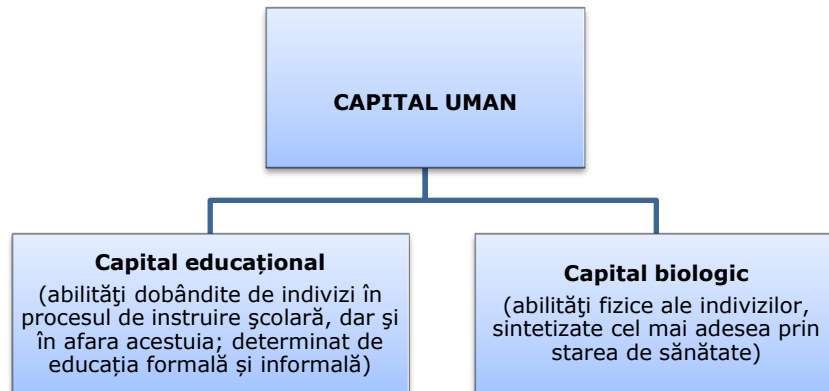 CAPITAL UMAN
Capital educațional
(abilităţi dobândite de indivizi în
procesul de instruire şcolară, dar şi
în afara acestuia; determinat de
educația formală și informală)
Capital biologic
(abilităţi fizice ale indivizilor,
sintetizate cel mai adesea prin
starea de sănătate)